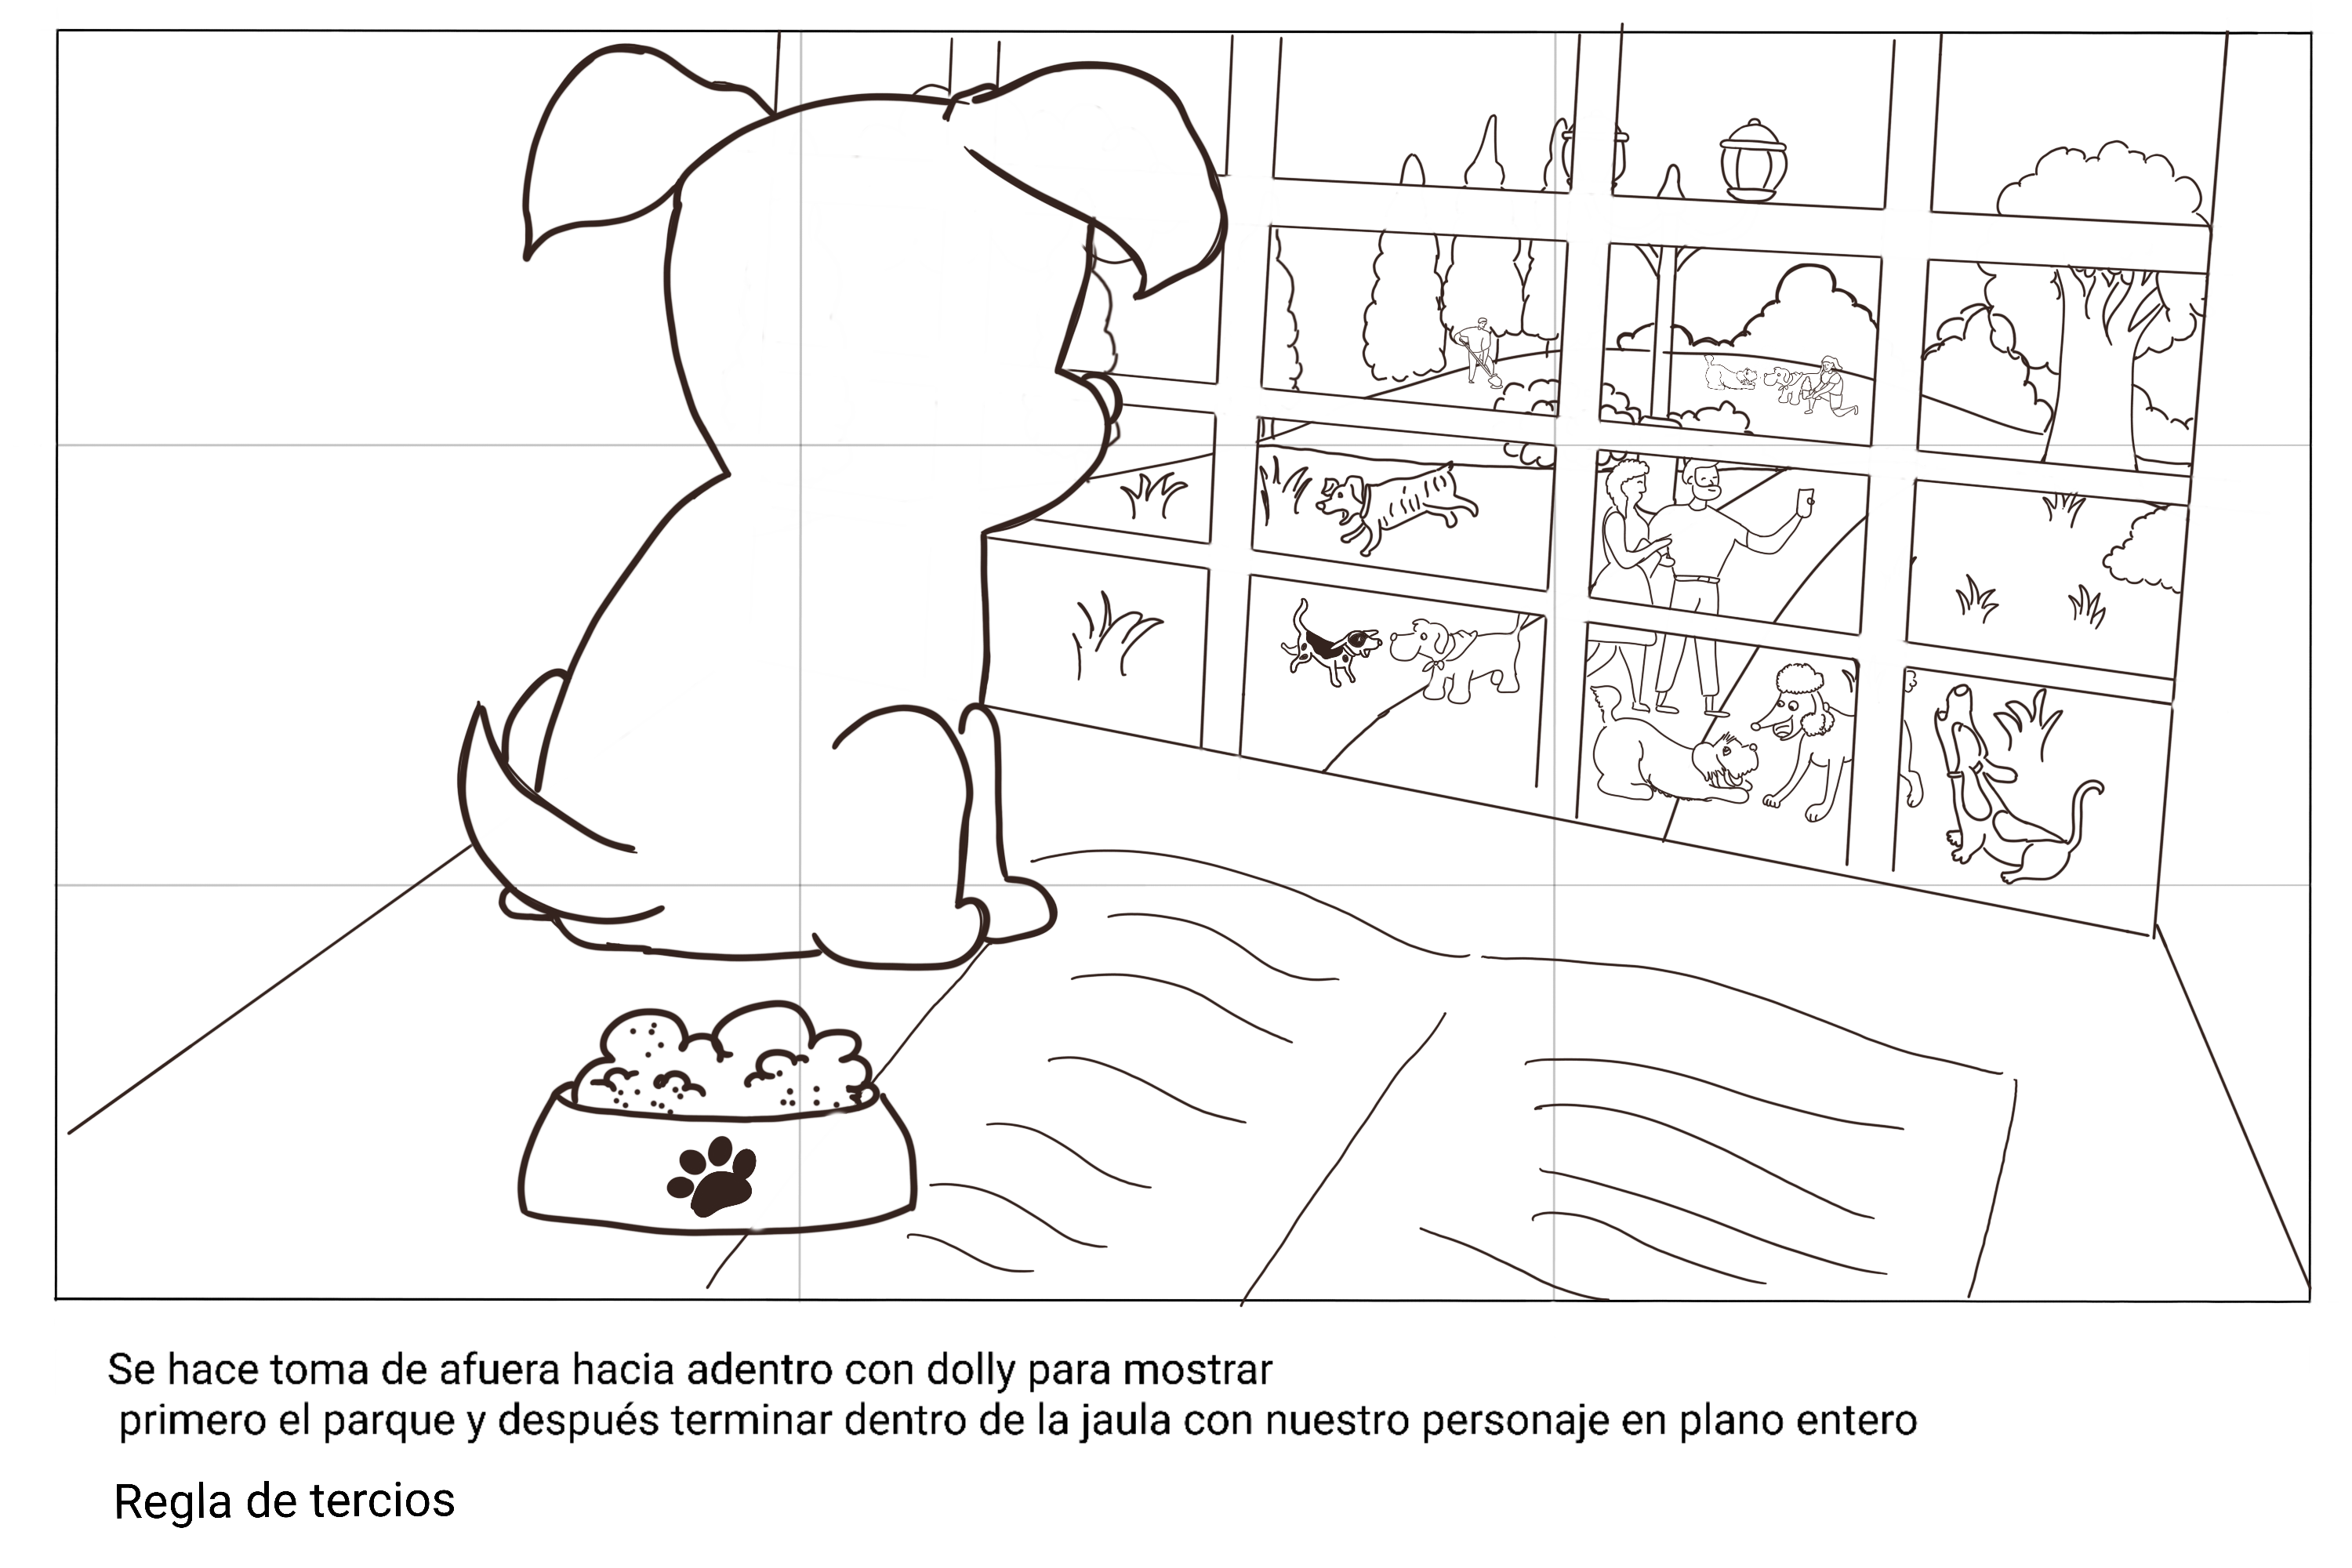 Se hace toma de afuera hacia adentro con dolly para mostrar
primero el parque y después terminar dentro de la jaula con nuestro personaje en plano entero
Regla de tercios